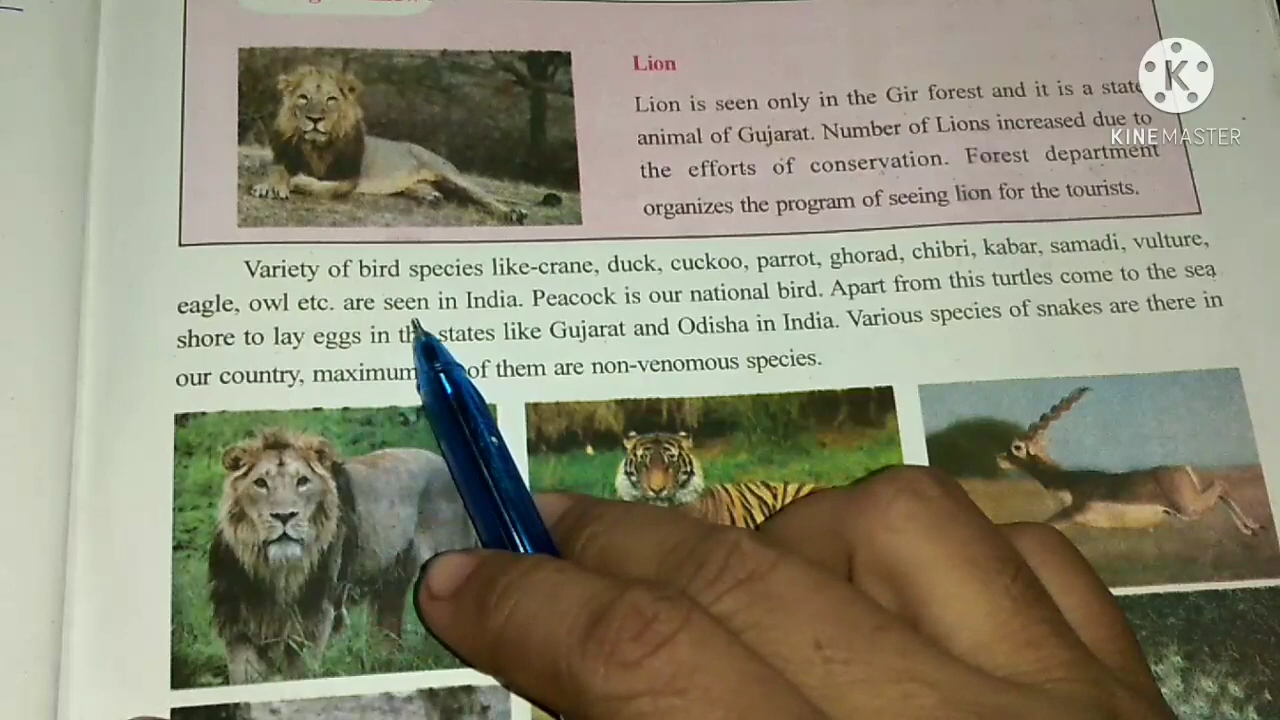 Lion
Lion is seen only in the Gir forest and it is a state
animal of Gujarat. Number of Lions increased due to
the efforts of conservation. Forest department
organizes the program of seeing lion for the tourists.
K
KINEMASTER
Variety of bird species like-crane, duck, cuckoo, parrot, ghorad, chibri, kabar, samadi, vulture,
eagle, owl etc. are seen in India. Peacock is our national bird. Apart from this turtles come to the sea
shore to lay eggs in the states like Gujarat and Odisha in India. Various species of snakes are there in
our country, maximum of them are non-venomous species.